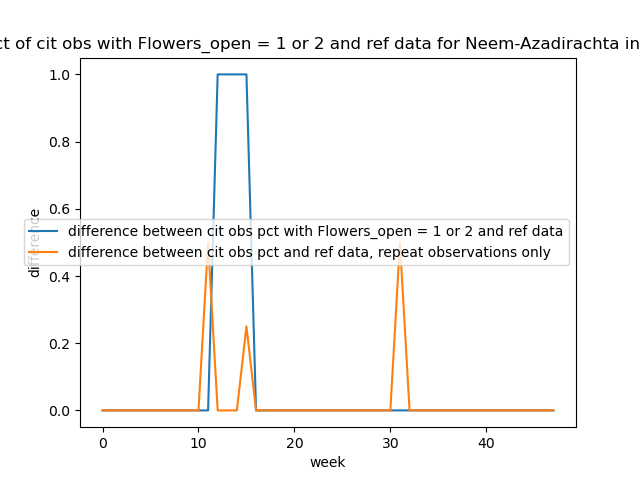 ct of cit obs with Flowers_open = 1 or 2 and ref data for Neem-Azadirachta in
1.0
0.8
0.6
difference between cit obs pct with Flowers_open = 1 or 2 and ref data
difference between cit obs pct and ref data, repeat observations only
difference
0.4
0.2
0.0
0 10 20 30 40
week